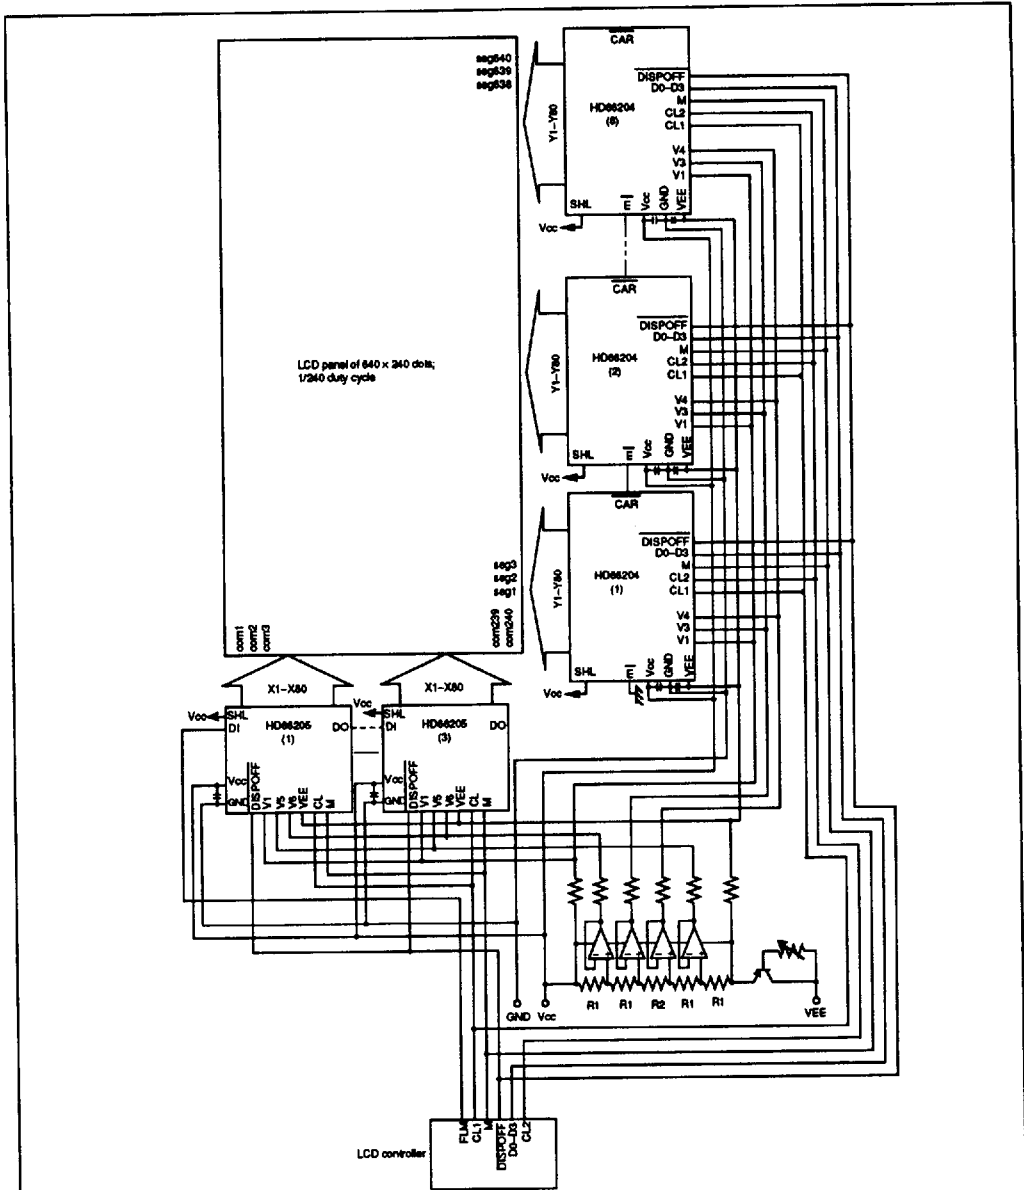 CAR
seg640
seg639
seg638
Y1–Y80
HD66204
(8)
DISPOFF
D0–D3
M
CL2
CL1
V4
V3
V1
SHL
E
Vcc
GND
VEE
Vcc
CAR
LCD panel of 640 × 240 dots;
1/240 duty cycle
Y1–Y80
HD66204
(2)
DISPOFF
D0–D3
M
CL2
CL1
V4
V3
V1
SHL
E
Vcc
GND
VEE
Vcc
CAR
seg3
seg2
seg1
Y1–Y80
HD66204
(1)
DISPOFF
D0–D3
M
CL2
CL1
V4
V3
V1
SHL
E
Vcc
GND
VEE
Vcc
com1
com2
com3
com239
com240
X1–X80
X1–X80
Vcc
SHL
DI
HD66205
(1)
DO
Vcc
GND
DISPOFF
V1
V5
V6
VEE
CL
M
Vcc
SHL
DI
HD66205
(3)
DO
Vcc
GND
DISPOFF
V1
V5
V6
VEE
CL
M
R1
R1
R2
R1
R1
GND
Vcc
VEE
LCD controller
FLM
CL1
M
DISPOFF
D0–D3
CL2